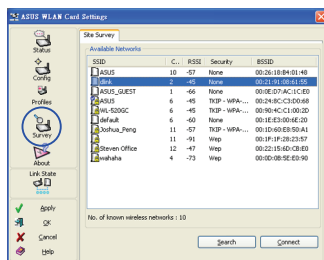 ASUS WLAN Card Settings
Status
Config
Profiles
Survey
About
Link State
Apply
OK
Cancel
Help
Site Survey
Available Networks
SSID C... RSSI Security BSSID
ASUS 10 -57 None 00:26:18:B4:01:48
dlink 2 -45 None 00:21:91:08:61:55
ASUS_GUEST 1 -66 None 00:0E:D7:AC:1C:E0
ASUS 6 -45 TKIP - WPA-... 00:24:8C:C3:D0:68
WL-520GC 6 -45 TKIP - WPA-... 00:90:4C:C1:00:2D
default 6 -60 None 00:1E:E3:00:6E:20
Joshua_Peng 11 -57 TKIP - WPA-... 00:1D:60:E8:50:A1
11 -91 Wep 00:1F:1F:28:23:57
Steven Office 12 -47 Wep 00:22:15:6D:CB:E0
wahaha 4 -73 Wep 00:0D:0B:5E:E0:90
No. of known wireless networks : 10
Search Connect